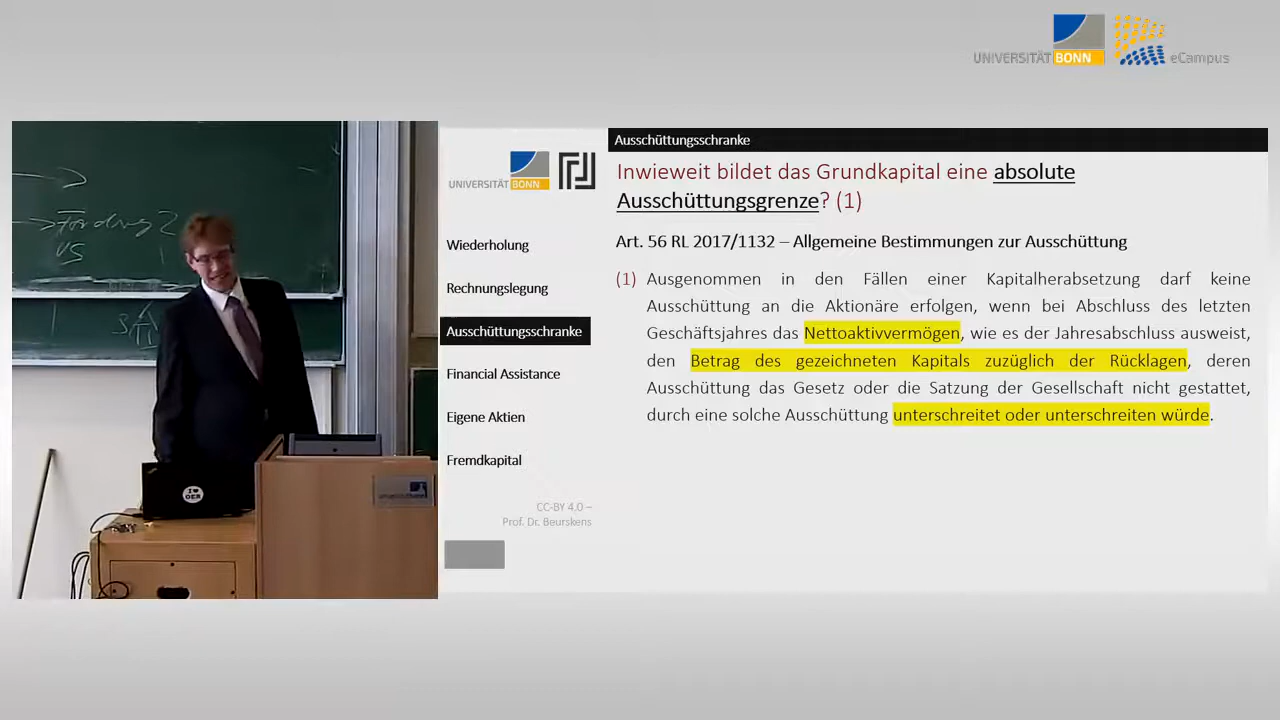 UNIVERSITÄT BONN eCampus
VS
I ♥
OER
Ausschüttungsschranke
UNIVERSITÄT BONN
Inwieweit bildet das Grundkapital eine absolute
Ausschüttungsgrenze? (1)
Wiederholung
Rechnungslegung
Ausschüttungsschranke
Financial Assistance
Eigene Aktien
Fremdkapital
CC-BY 4.0 –
Prof. Dr. Beurskens
Art. 56 RL 2017/1132 – Allgemeine Bestimmungen zur Ausschüttung
(1) Ausgenommen in den Fällen einer Kapitalherabsetzung darf keine
Ausschüttung an die Aktionäre erfolgen, wenn bei Abschluss des letzten
Geschäftsjahres das Nettoaktivvermögen, wie es der Jahresabschluss ausweist,
den Betrag des gezeichneten Kapitals zuzüglich der Rücklagen, deren
Ausschüttung das Gesetz oder die Satzung der Gesellschaft nicht gestattet,
durch eine solche Ausschüttung unterschreitet oder unterschreiten würde.